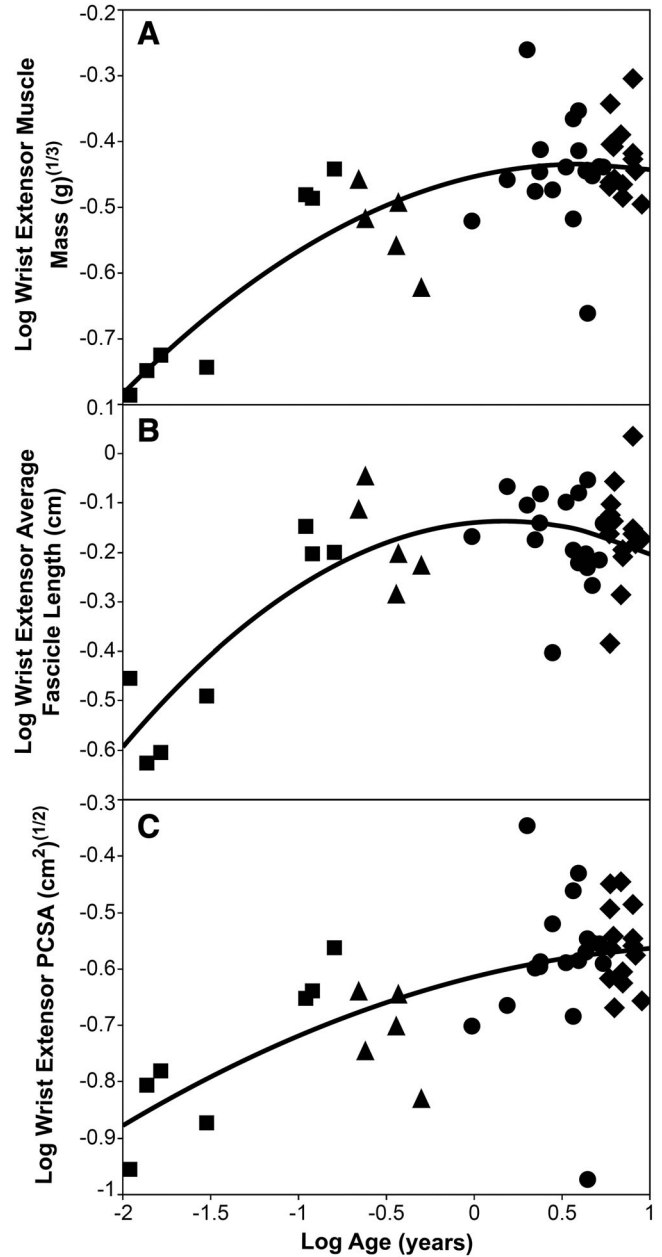 A
Log Wrist Extensor Muscle
Mass (g)^(1/3)
-0.2
-0.3
-0.4
-0.5
-0.6
-0.7
B
Log Wrist Extensor Average
Fascicle Length (cm)
0.1
0
-0.1
-0.2
-0.3
-0.4
-0.5
-0.6
C
Log Wrist Extensor PCSA (cm²)^(1/2)
-0.3
-0.4
-0.5
-0.6
-0.7
-0.8
-0.9
-1
-2 -1.5 -1 -0.5 0 0.5 1
Log Age (years)